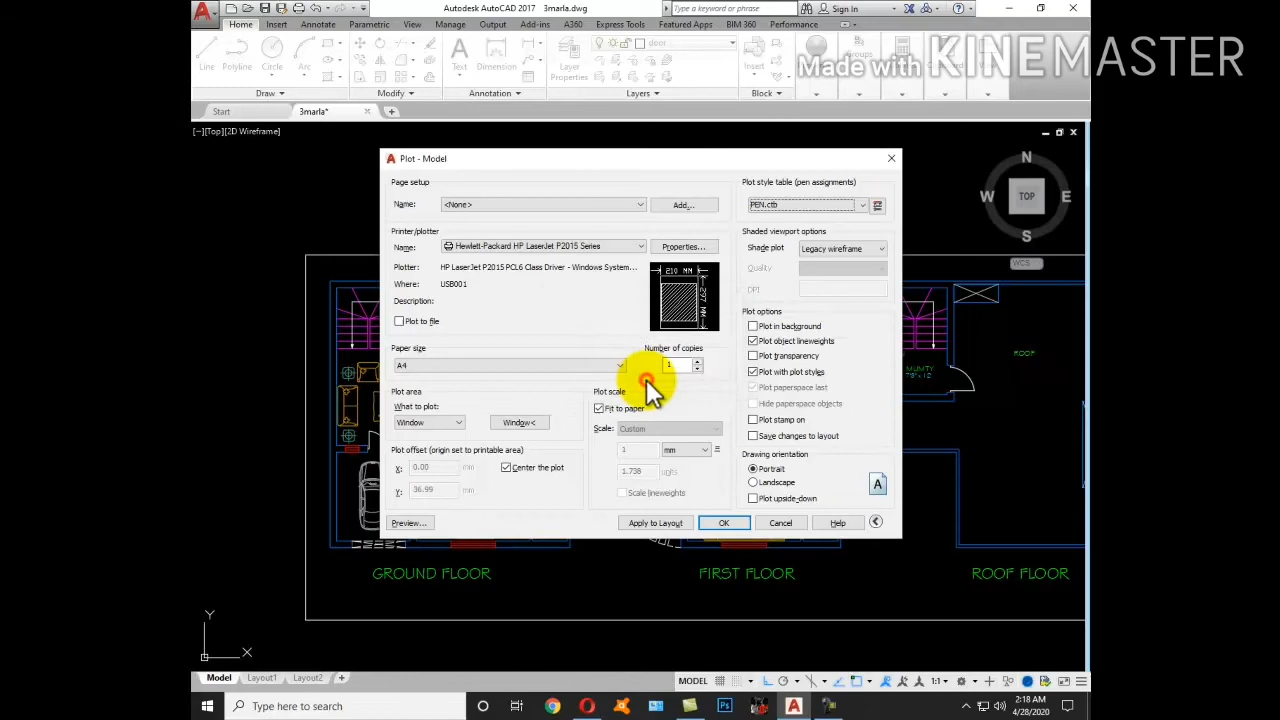 Autodesk AutoCAD 2017 3marla.dwg
Type a keyword or phrase
Sign In
Home Insert Annotate Parametric View Manage Output Add-ins A360 Express Tools Featured Apps BIM 360 Performance
Made with KINEMASTER
Line Polyline Circle Arc
Text Dimension
Layer Properties
door
Insert
Groups
Draw Modify Annotation Layers Block
Start 3marla*
[−][Top][2D Wireframe]
Plot - Model
Page setup
Name: <None> Add...
Printer/plotter
Name: Hewlett-Packard HP LaserJet P2015 Series Properties...
Plotter: HP LaserJet P2015 PCL6 Class Driver - Windows System...
Where: USB001
Description:
Plot to file
210 MM
297 MM
Paper size
A4
Number of copies
1
Plot area
What to plot:
Window Window<
Plot offset (origin set to printable area)
X: 0.00 mm
Center the plot
Y: 36.99 mm
Plot scale
Fit to paper
Scale: Custom
1 mm =
1.738 units
Scale lineweights
Plot style table (pen assignments)
PEN.ctb
Shaded viewport options
Shade plot Legacy wireframe
Quality
DPI
Plot options
Plot in background
Plot object lineweights
Plot transparency
Plot with plot styles
Plot paperspace last
Hide paperspace objects
Plot stamp on
Save changes to layout
Drawing orientation
Portrait
Landscape
Plot upside-down
A
Preview... Apply to Layout OK Cancel Help
N
W TOP E
S
WCS
ROOF
MUNTY
7'8"x12'
GROUND FLOOR FIRST FLOOR ROOF FLOOR
Y
X
Model Layout1 Layout2
MODEL 1:1
Type here to search
Ps
A
2:18 AM
4/28/2020